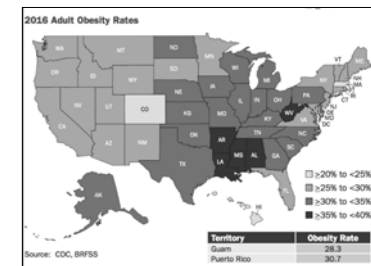 2016 Adult Obesity Rates
WA
MT
ND
MN
VT
ME
OR
ID
WY
SD
WI
MI
NY
NH
MA
RI
CT
NV
UT
CO
NE
IA
IL
IN
OH
PA
NJ
DE
MD
DC
CA
AZ
NM
KS
MO
KY
WV
VA
OK
AR
TN
NC
SC
TX
LA
MS
AL
GA
FL
AK
HI
≥20% to <25%
≥25% to <30%
≥30% to <35%
≥35% to <40%
Territory Obesity Rate
Guam 28.3
Puerto Rico 30.7
Source: CDC, BRFSS